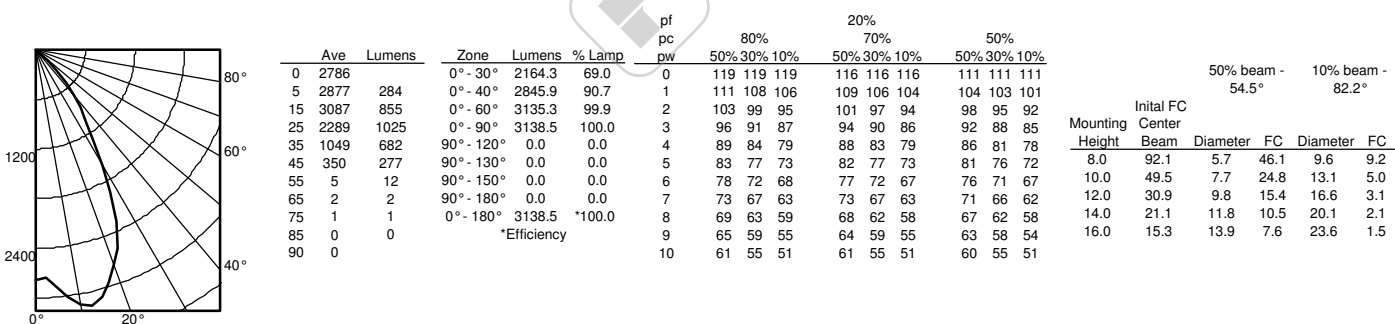 1200
2400
0°
20°
40°
60°
80°
Ave Lumens
0 2786
5 2877 284
15 3087 855
25 2289 1025
35 1049 682
45 350 277
55 5 12
65 2 2
75 1 1
85 0 0
90 0
Zone Lumens % Lamp
0° - 30° 2164.3 69.0
0° - 40° 2845.9 90.7
0° - 60° 3135.3 99.9
0° - 90° 3138.5 100.0
90° - 120° 0.0 0.0
90° - 130° 0.0 0.0
90° - 150° 0.0 0.0
90° - 180° 0.0 0.0
0° - 180° 3138.5 *100.0
*Efficiency
pf 20%
pc 80% 70% 50%
pw 50% 30% 10% 50% 30% 10% 50% 30% 10%
0 119 119 119 116 116 116 111 111 111
1 111 108 106 109 106 104 104 103 101
2 103 99 95 101 97 94 98 95 92
3 96 91 87 94 90 86 92 88 85
4 89 84 79 88 83 79 86 81 78
5 83 77 73 82 77 73 81 76 72
6 78 72 68 77 72 67 76 71 67
7 73 67 63 73 67 63 71 66 62
8 69 63 59 68 62 58 67 62 58
9 65 59 55 64 59 55 63 58 54
10 61 55 51 61 55 51 60 55 51
50% beam - 10% beam -
54.5° 82.2°
Inital FC
Mounting Center
Height Beam Diameter FC Diameter FC
8.0 92.1 5.7 46.1 9.6 9.2
10.0 49.5 7.7 24.8 13.1 5.0
12.0 30.9 9.8 15.4 16.6 3.1
14.0 21.1 11.8 10.5 20.1 2.1
16.0 15.3 13.9 7.6 23.6 1.5